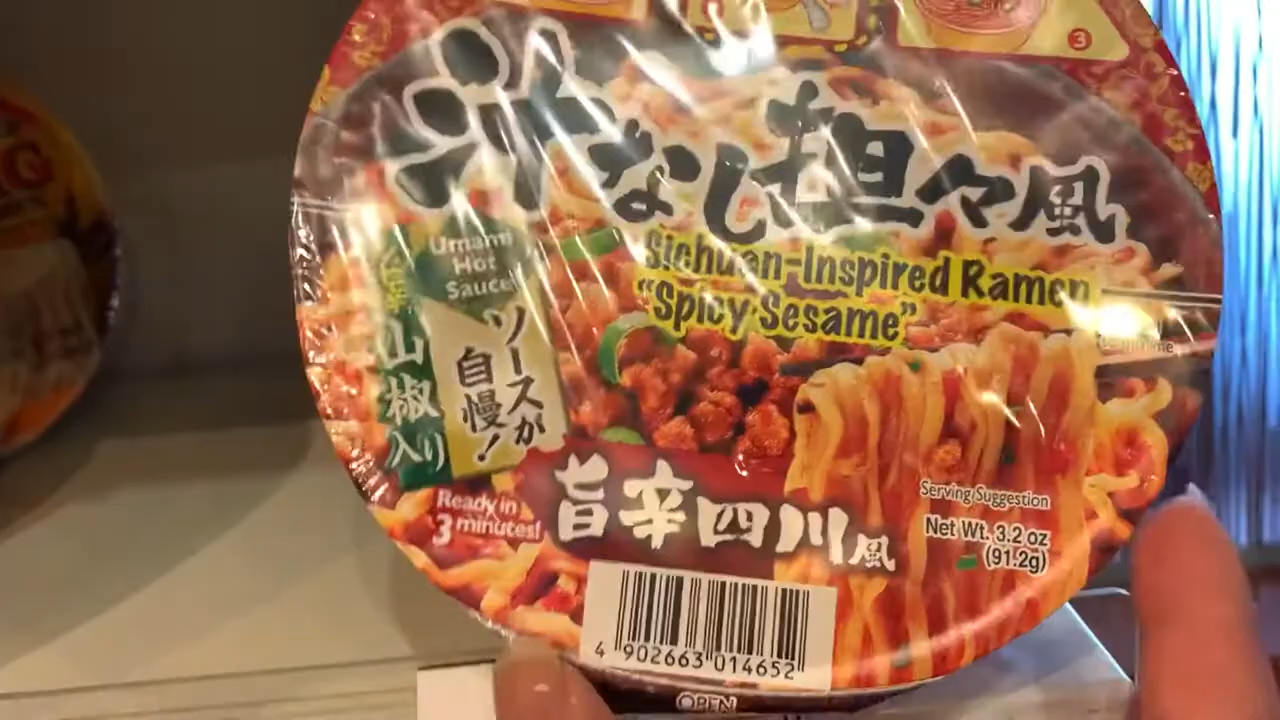 3
汁なし担々風
Sichuan-Inspired Ramen
“Spicy Sesame”
Umami
Hot
Sauce!
ソースが
自慢!
山椒入り
Ready in
3 minutes!
旨辛四川風
Serving Suggestion
Net Wt. 3.2 oz
(91.2g)
4 902663 014652
OPEN